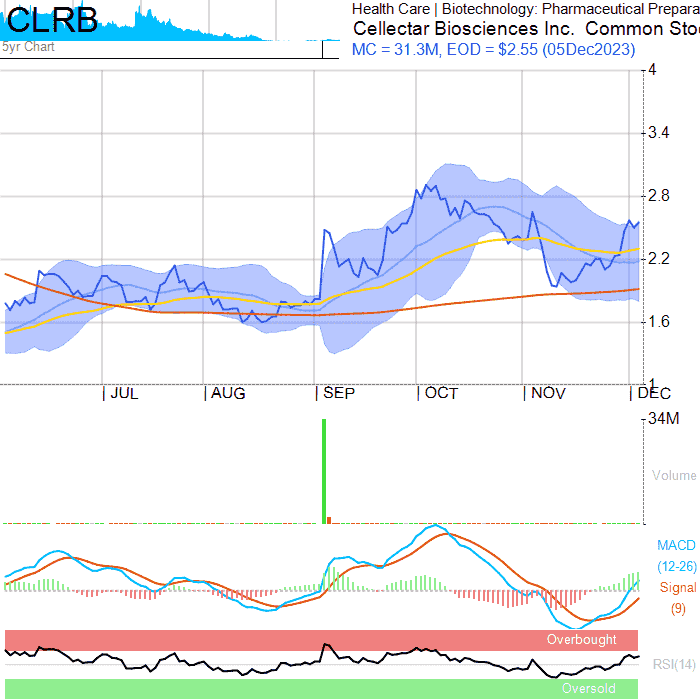 CLRB
5yr Chart
Health Care | Biotechnology: Pharmaceutical Prepara
Cellectar Biosciences Inc. Common Sto
MC = 31.3M, EOD = $2.55 (05Dec2023)
4
3.4
2.8
2.2
1.6
1
| JUL | AUG | SEP | OCT | NOV | DEC
34M
Volume
MACD
(12-26)
Signal
(9)
Overbought
RSI(14)
Oversold